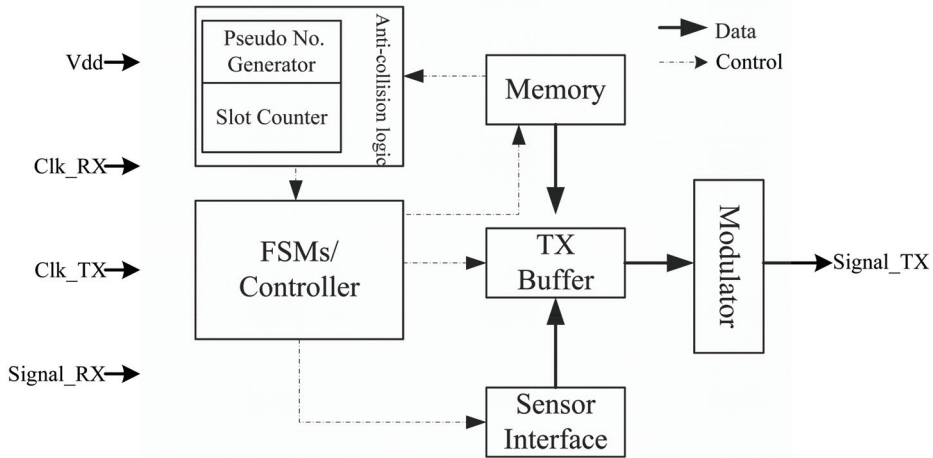 Pseudo No.
Generator
Slot Counter
Anti-collision logic
Data
Control
Vdd
Memory
Clk_RX
FSMs/
Controller
TX
Buffer
Modulator
Clk_TX
Signal_TX
Signal_RX
Sensor
Interface